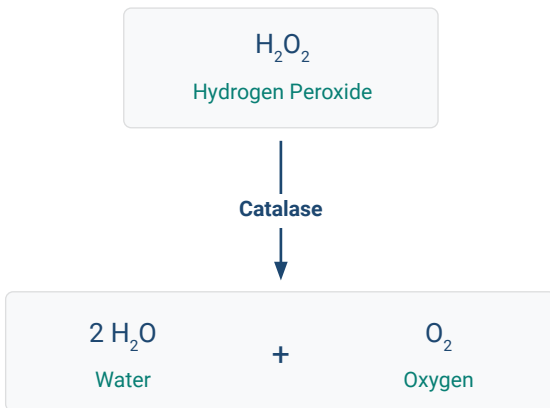 H₂O₂
Hydrogen Peroxide
Catalase
2 H₂O + O₂
Water Oxygen